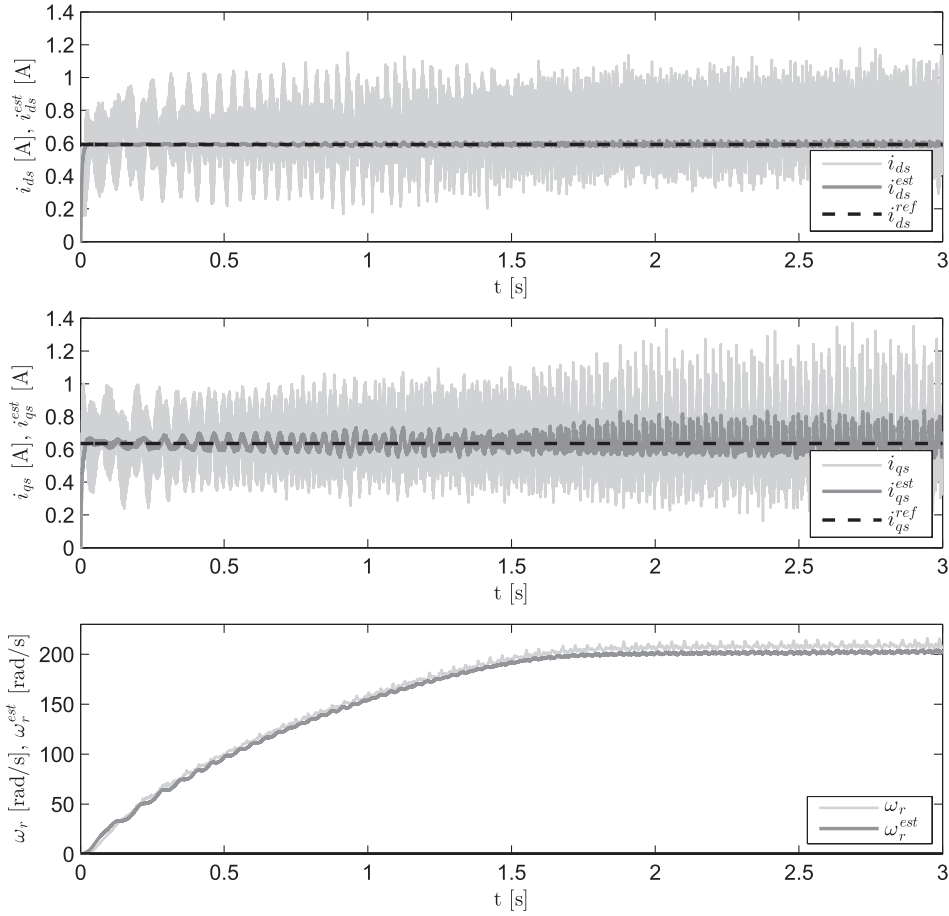 1.4
1.2
1
0.8
0.6
0.4
0.2
0
i_ds [A], i_ds^est [A]
i_ds
i_ds^est
i_ds^ref
0 0.5 1 1.5 2 2.5 3
t [s]
1.4
1.2
1
0.8
0.6
0.4
0.2
0
i_qs [A], i_qs^est [A]
i_qs
i_qs^est
i_qs^ref
0 0.5 1 1.5 2 2.5 3
t [s]
200
150
100
50
0
ω_r [rad/s], ω_r^est [rad/s]
ω_r
ω_r^est
0 0.5 1 1.5 2 2.5 3
t [s]